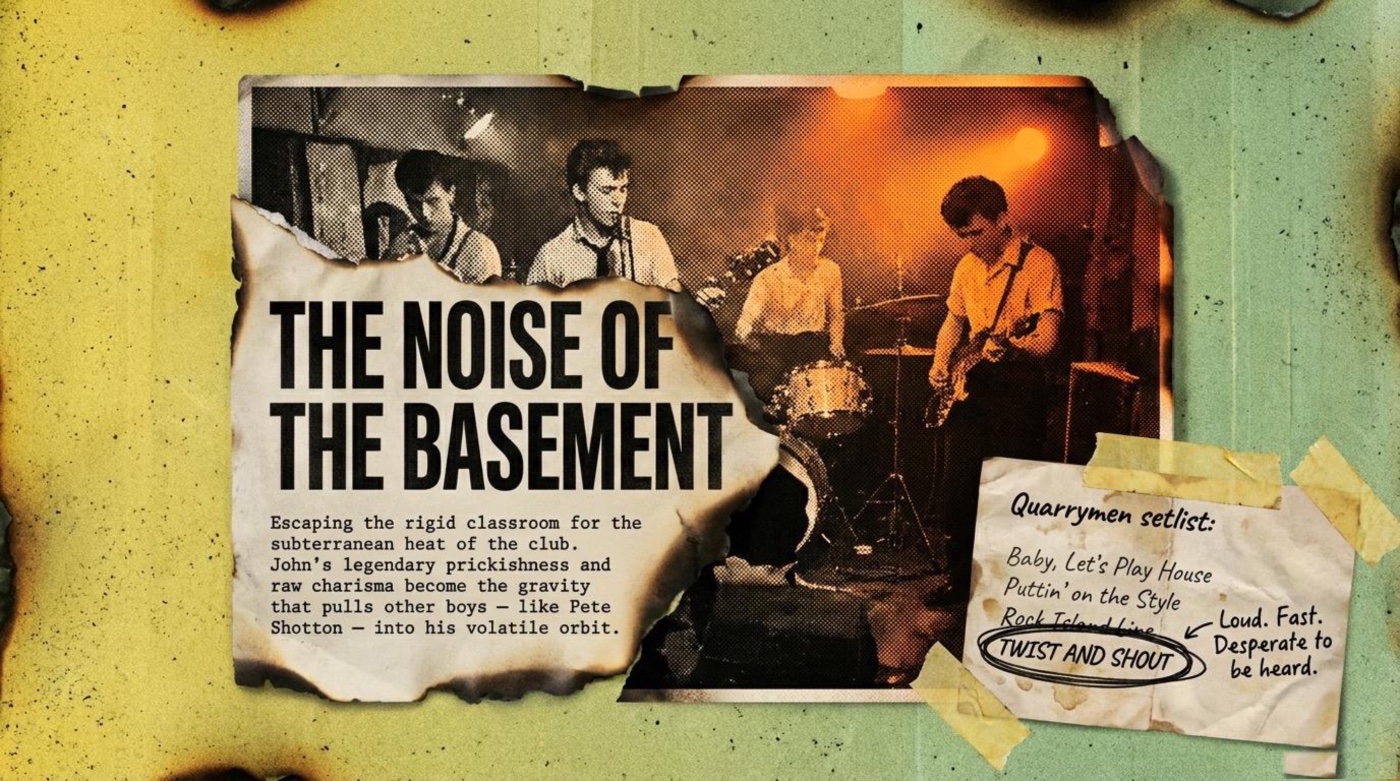 THE NOISE OF
THE BASEMENT
Escaping the rigid classroom for the
subterranean heat of the club.
John's legendary prickishness and
raw charisma become the gravity
that pulls other boys — like Pete
Shotton — into his volatile orbit.
Quarrymen setlist:
Baby, Let's Play House
Puttin' on the Style
Rock Island Line
TWIST AND SHOUT
Loud. Fast.
Desperate to
be heard.